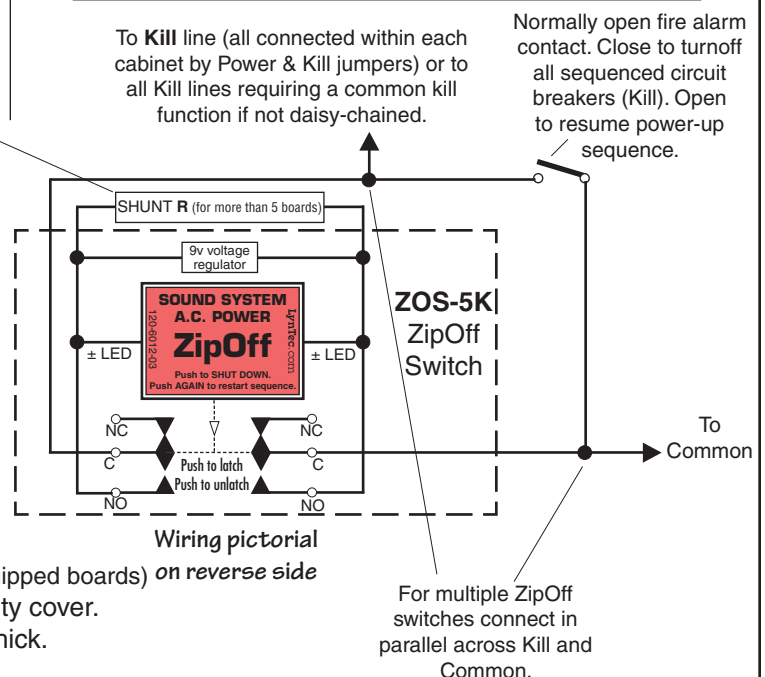 To Kill line (all connected within each
cabinet by Power & Kill jumpers) or to
all Kill lines requiring a common kill
function if not daisy-chained.
Normally open fire alarm
contact. Close to turnoff
all sequenced circuit
breakers (Kill). Open
to resume power-up
sequence.
SHUNT R (for more than 5 boards)
9v voltage
regulator
SOUND SYSTEM
A.C. POWER
ZipOff
Push to SHUT DOWN.
Push AGAIN to restart sequence.
120-6012-03
LynTec.com
± LED
± LED
ZOS-5K
ZipOff
Switch
NC
NC
C
C
Push to latch
Push to unlatch
NO
NO
To
Common
Wiring pictorial
on reverse side
ipped boards)
ty cover.
hick.
For multiple ZipOff
switches connect in
parallel across Kill and
Common.